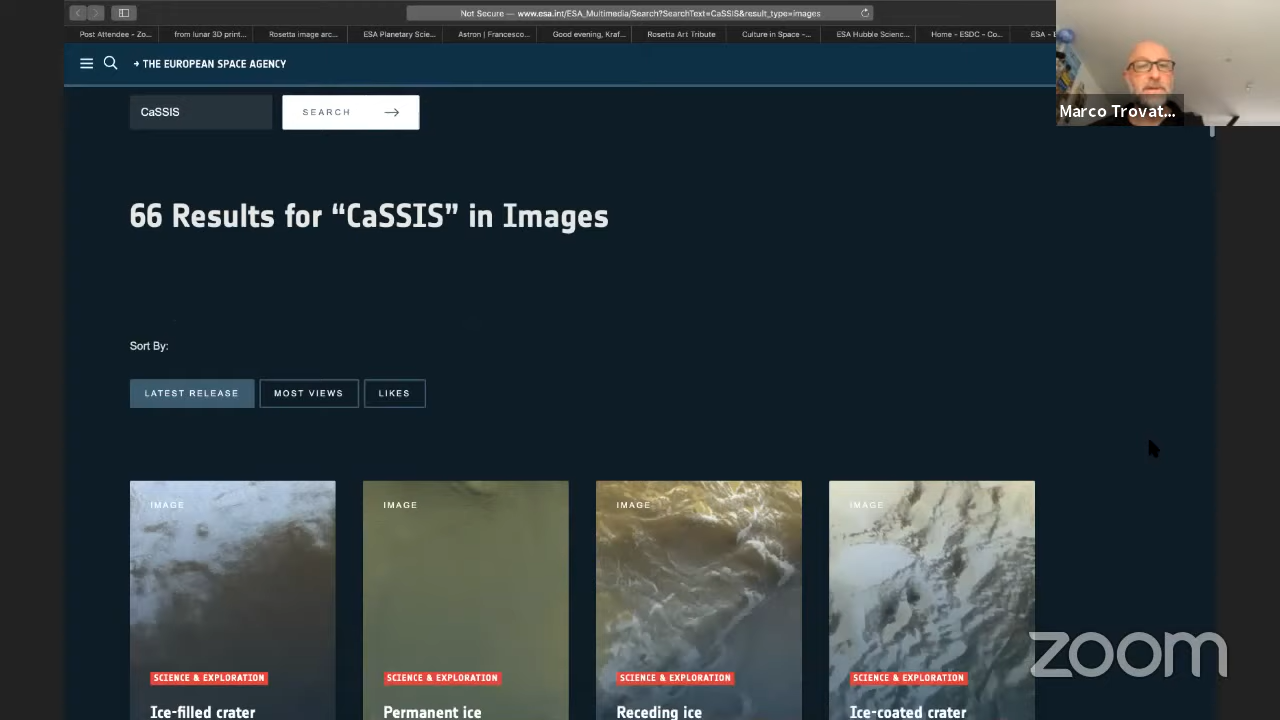 Not Secure — www.esa.int/ESA_Multimedia/Search?SearchText=CaSSIS&result_type=images
Post Attendee - Zo...
from lunar 3D print...
Rosetta image arc...
ESA Planetary Scie...
Astron | Francesco...
Good evening, Kraf...
Rosetta Art Tribute
Culture in Space -...
ESA Hubble Scienc...
Home - ESDC - Co...
→ THE EUROPEAN SPACE AGENCY
Marco Trovat...
CaSSIS
SEARCH
66 Results for “CaSSIS” in Images
Sort By:
LATEST RELEASE
MOST VIEWS
LIKES
IMAGE
IMAGE
IMAGE
IMAGE
SCIENCE & EXPLORATION
SCIENCE & EXPLORATION
SCIENCE & EXPLORATION
SCIENCE & EXPLORATION
Ice-filled crater
Permanent ice
Receding ice
Ice-coated crater
zoom